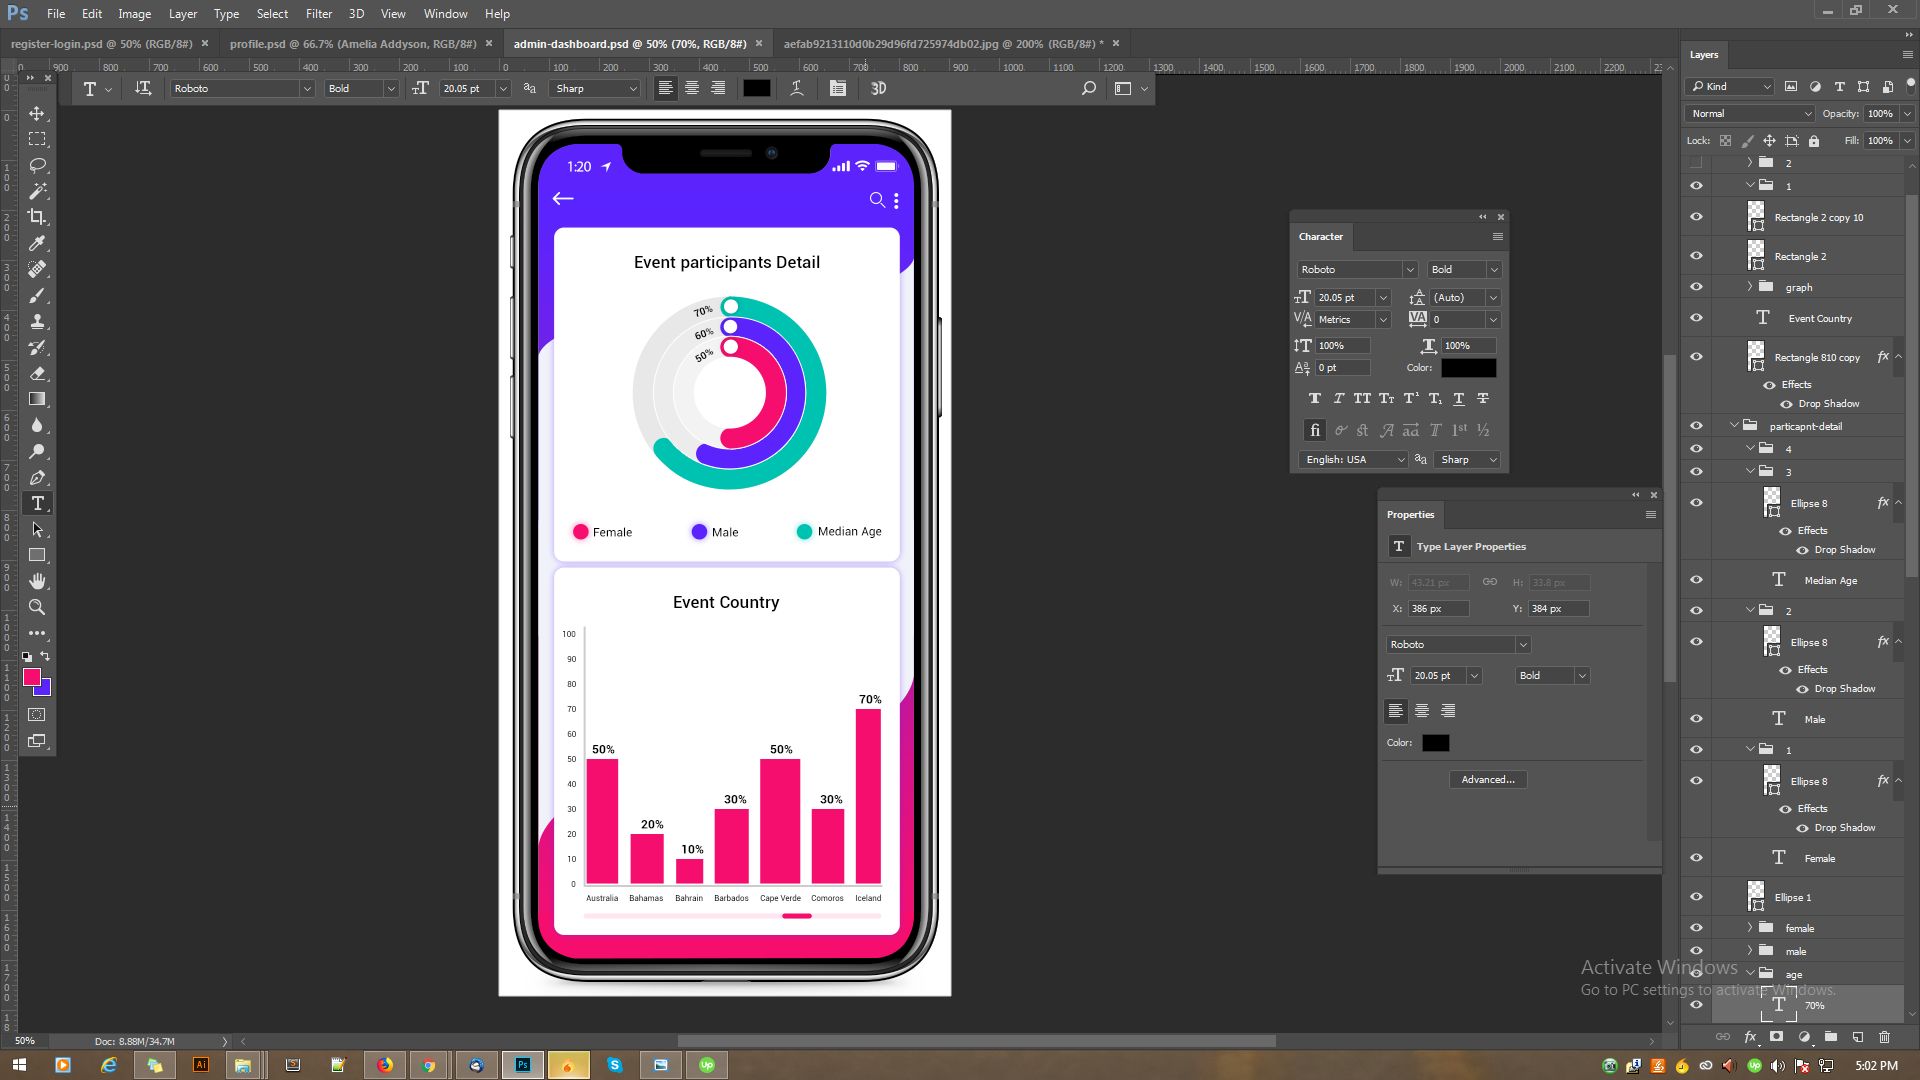 Ps File Edit Image Layer Type Select Filter 3D View Window Help
register-login.psd @ 50% (RGB/8#) × profile.psd @ 66.7% (Amelia Addyson, RGB/8#) × admin-dashboard.psd @ 50% (70%, RGB/8#) × aefab9213110d0b29d96fd725974db02.jpg @ 200% (RGB/8#) * ×
Roboto Bold 20.05 pt Sharp 3D
1:20
Event participants Detail
70%
60%
50%
Female Male Median Age
Event Country
100
90
80
70
60
50
40
30
20
10
0
50%
20%
10%
30%
50%
30%
70%
Australia Bahamas Bahrain Barbados Cape Verde Comoros Iceland
Character
Roboto Bold
20.05 pt (Auto)
Metrics 0
100% 100%
0 pt Color:
English: USA Sharp
Properties
Type Layer Properties
W: 43.21 px H: 33.8 px
X: 386 px Y: 384 px
Roboto
20.05 pt Bold
Color:
Advanced...
Layers
Kind
Normal Opacity: 100%
Lock: Fill: 100%
2
1
Rectangle 2 copy 10
Rectangle 2
graph
Event Country
Rectangle 810 copy fx
Effects
Drop Shadow
particapnt-detail
4
3
Ellipse 8 fx
Effects
Drop Shadow
Median Age
2
Ellipse 8 fx
Effects
Drop Shadow
Male
1
Ellipse 8 fx
Effects
Drop Shadow
Female
Ellipse 1
female
male
age
70%
Activate Windows
Go to PC settings to activate Windows.
50% Doc: 8.88M/34.7M
5:02 PM